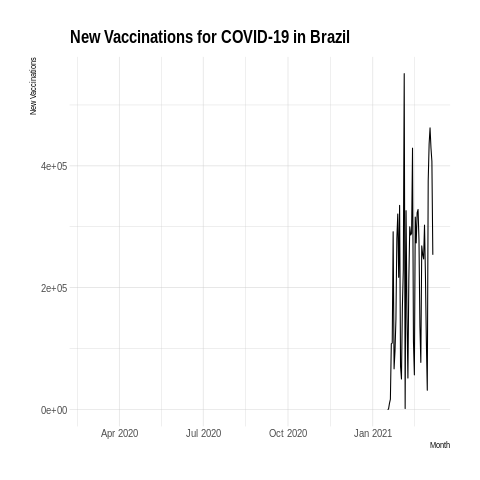 New Vaccinations for COVID-19 in Brazil
New Vaccinations
4e+05
2e+05
0e+00
Apr 2020 Jul 2020 Oct 2020 Jan 2021
Month